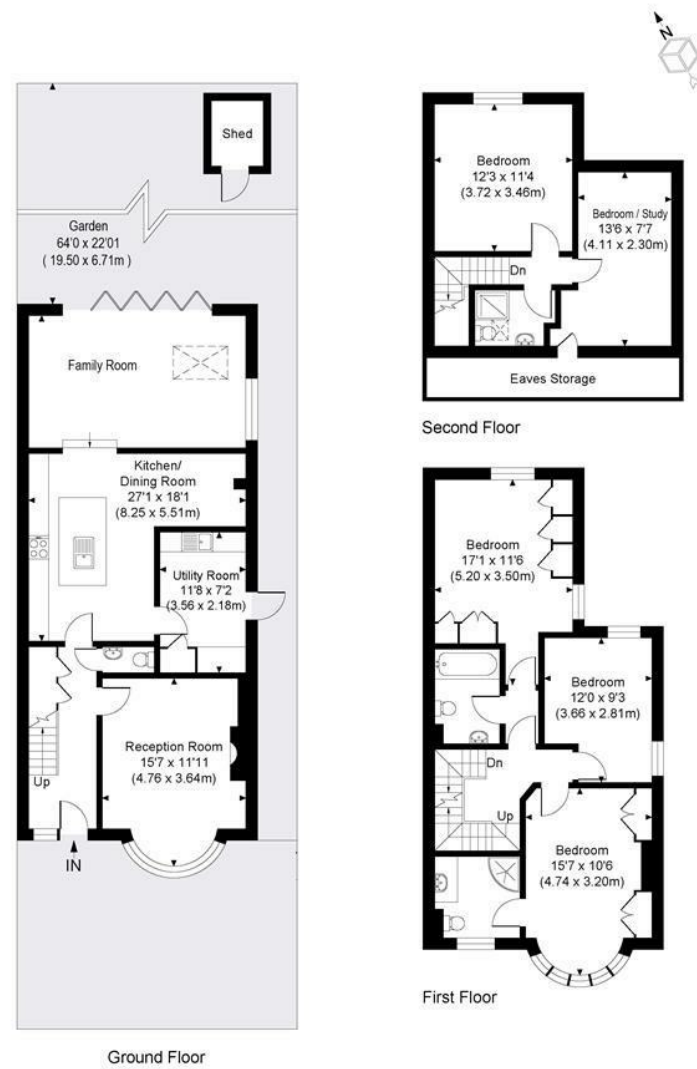 N
Shed
Garden
64'0 x 22'01
( 19.50 x 6.71m )
Family Room
Kitchen/
Dining Room
27'1 x 18'1
(8.25 x 5.51m)
Utility Room
11'8 x 7'2
(3.56 x 2.18m)
Reception Room
15'7 x 11'11
(4.76 x 3.64m)
Up
IN
Ground Floor
Bedroom
12'3 x 11'4
(3.72 x 3.46m)
Bedroom / Study
13'6 x 7'7
(4.11 x 2.30m)
Dn
Eaves Storage
Second Floor
Bedroom
17'1 x 11'6
(5.20 x 3.50m)
Bedroom
12'0 x 9'3
(3.66 x 2.81m)
Dn
Up
Bedroom
15'7 x 10'6
(4.74 x 3.20m)
First Floor